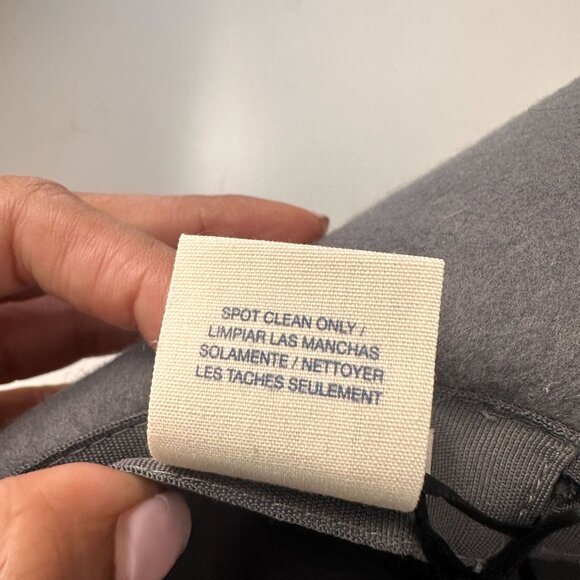 SPOT CLEAN ONLY /
LIMPIAR LAS MANCHAS
SOLAMENTE / NETTOYER
LES TACHES SEULEMENT